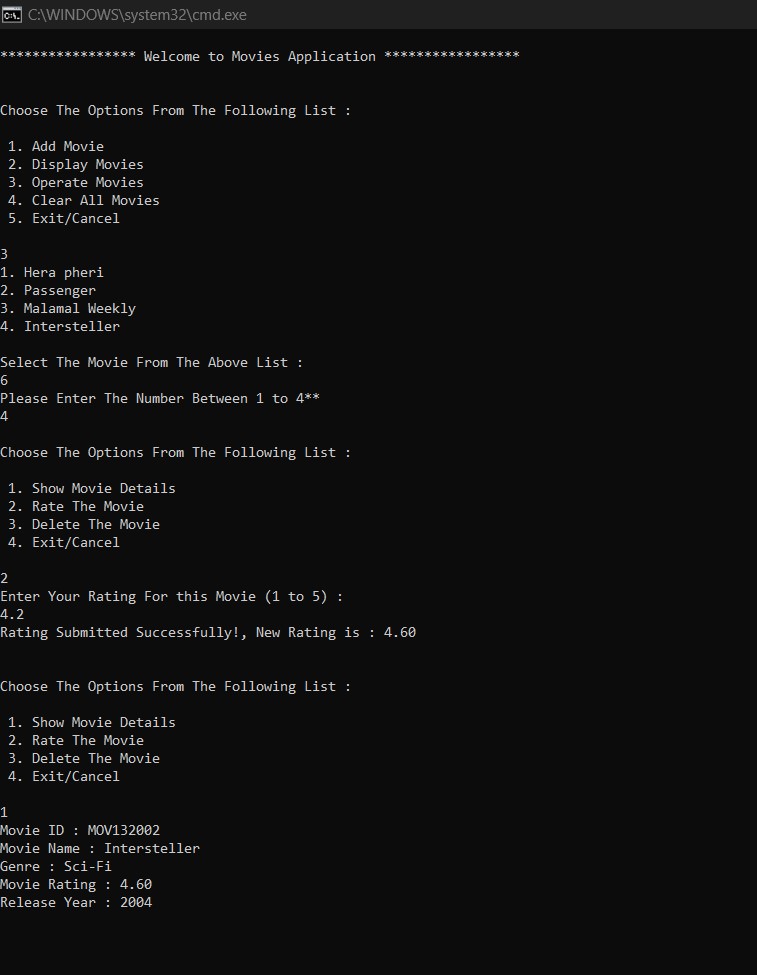 C:\WINDOWS\system32\cmd.exe
***************** Welcome to Movies Application *****************
Choose The Options From The Following List :
1. Add Movie
2. Display Movies
3. Operate Movies
4. Clear All Movies
5. Exit/Cancel
3
1. Hera pheri
2. Passenger
3. Malamal Weekly
4. Intersteller
Select The Movie From The Above List :
6
Please Enter The Number Between 1 to 4**
4
Choose The Options From The Following List :
1. Show Movie Details
2. Rate The Movie
3. Delete The Movie
4. Exit/Cancel
2
Enter Your Rating For this Movie (1 to 5) :
4.2
Rating Submitted Successfully!, New Rating is : 4.60
Choose The Options From The Following List :
1. Show Movie Details
2. Rate The Movie
3. Delete The Movie
4. Exit/Cancel
1
Movie ID : MOV132002
Movie Name : Intersteller
Genre : Sci-Fi
Movie Rating : 4.60
Release Year : 2004